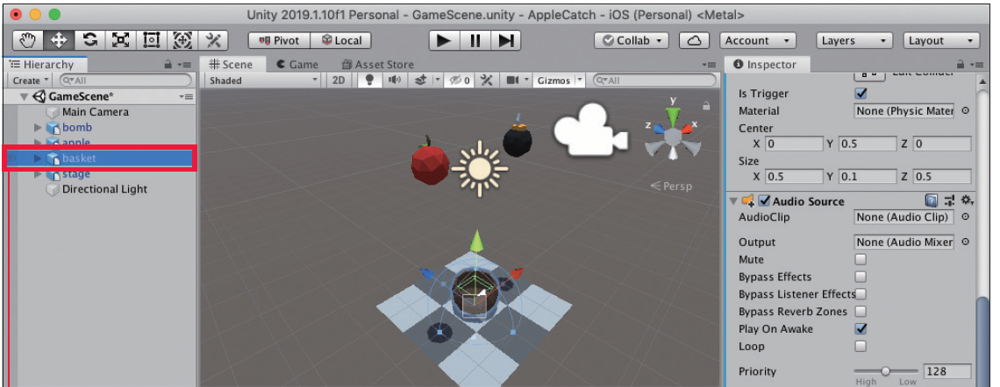 Unity 2019.1.10f1 Personal - GameScene.unity - AppleCatch - iOS (Personal) <Metal>
Pivot Local Collab Account Layers Layout
Hierarchy
Create All
GameScene*
Main Camera
bomb
apple
basket
stage
Directional Light
Scene Game Asset Store
Shaded 2D 0 Gizmos All
y
z x
Persp
Inspector
Edit Collider
Is Trigger
Material None (Physic Mater
Center
X 0 Y 0.5 Z 0
Size
X 0.5 Y 0.1 Z 0.5
Audio Source
AudioClip None (Audio Clip)
Output None (Audio Mixer
Mute
Bypass Effects
Bypass Listener Effects
Bypass Reverb Zones
Play On Awake
Loop
Priority 128
High Low